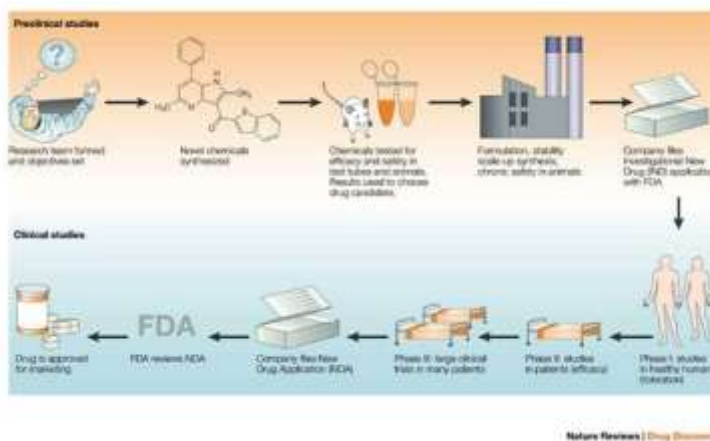 Preclinical studies
Research team formed
and objectives set
Novel chemicals
synthesized
Chemicals tested for
efficacy and safety in
test tubes and animals.
Results used to choose
drug candidate.
Formulation, stability
scale-up synthesis,
chronic safety in animals
Company files
Investigational New
Drug (IND) application
with FDA
Clinical studies
Phase I: studies
in healthy humans
(toleration)
Phase II: studies
in patients (efficacy)
Phase III: large clinical
trials in many patients
Company files New
Drug Application (NDA)
FDA
FDA reviews NDA
Drug is approved
for marketing
Nature Reviews | Drug Discovery